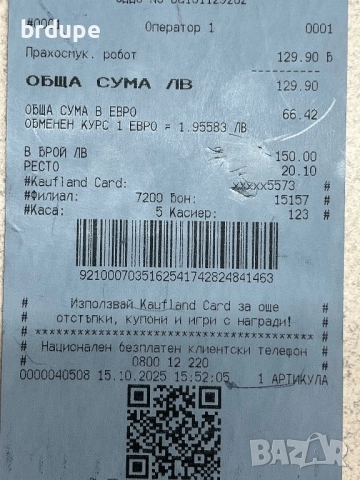 brdupe
#0001 Оператор 1 0001
Прахосмук. робот 129.90 Б
ОБЩА СУМА ЛВ 129.90
ОБЩА СУМА В ЕВРО 66.42
ОБМЕНЕН КУРС 1 ЕВРО = 1.95583 ЛВ.
В БРОЙ ЛВ 150.00
РЕСТО 20.10
#Kaufland Card: xxxxx5573 #
#Филиал: 7200 Бон: 15157 #
#Каса: 5 Касиер: 123 #
9210007035162541742824841463
# Използвай Kaufland Card за още #
# отстъпки, купони и игри с награди! #
# Национален безплатен клиентски телефон #
# 0800 12 220 #
0000040508 15.10.2025 15:52:05 1 АРТИКУЛА
BAZAR